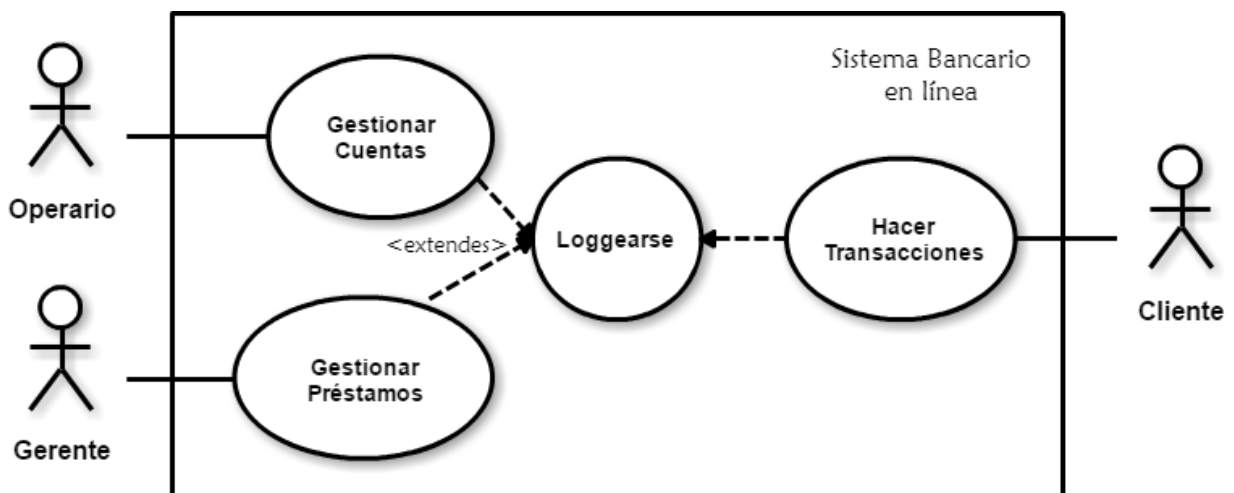 Sistema Bancario
en línea
Gestionar
Cuentas
Operario
<extendes>
Loggearse
Hacer
Transacciones
Cliente
Gestionar
Préstamos
Gerente